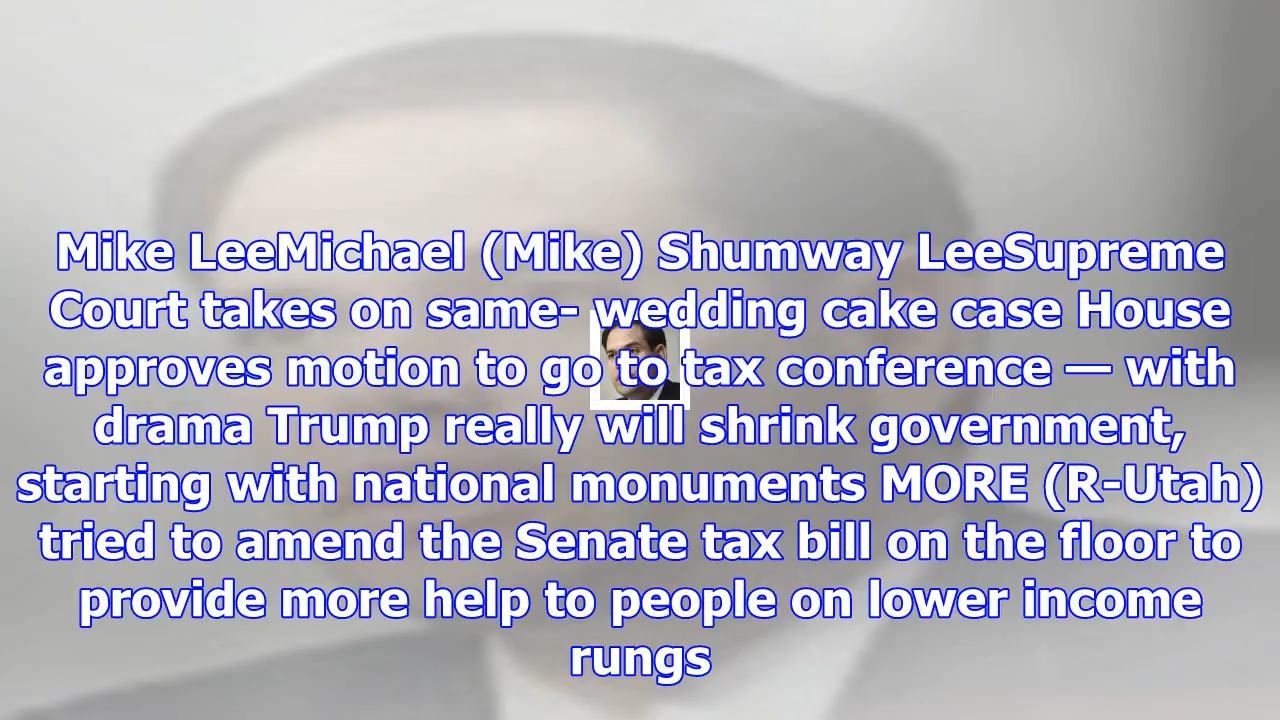 Mike LeeMichael (Mike) Shumway LeeSupreme
Court takes on same- wedding cake case House
approves motion to go to tax conference — with
drama Trump really will shrink government,
starting with national monuments MORE (R-Utah)
tried to amend the Senate tax bill on the floor to
provide more help to people on lower income
rungs